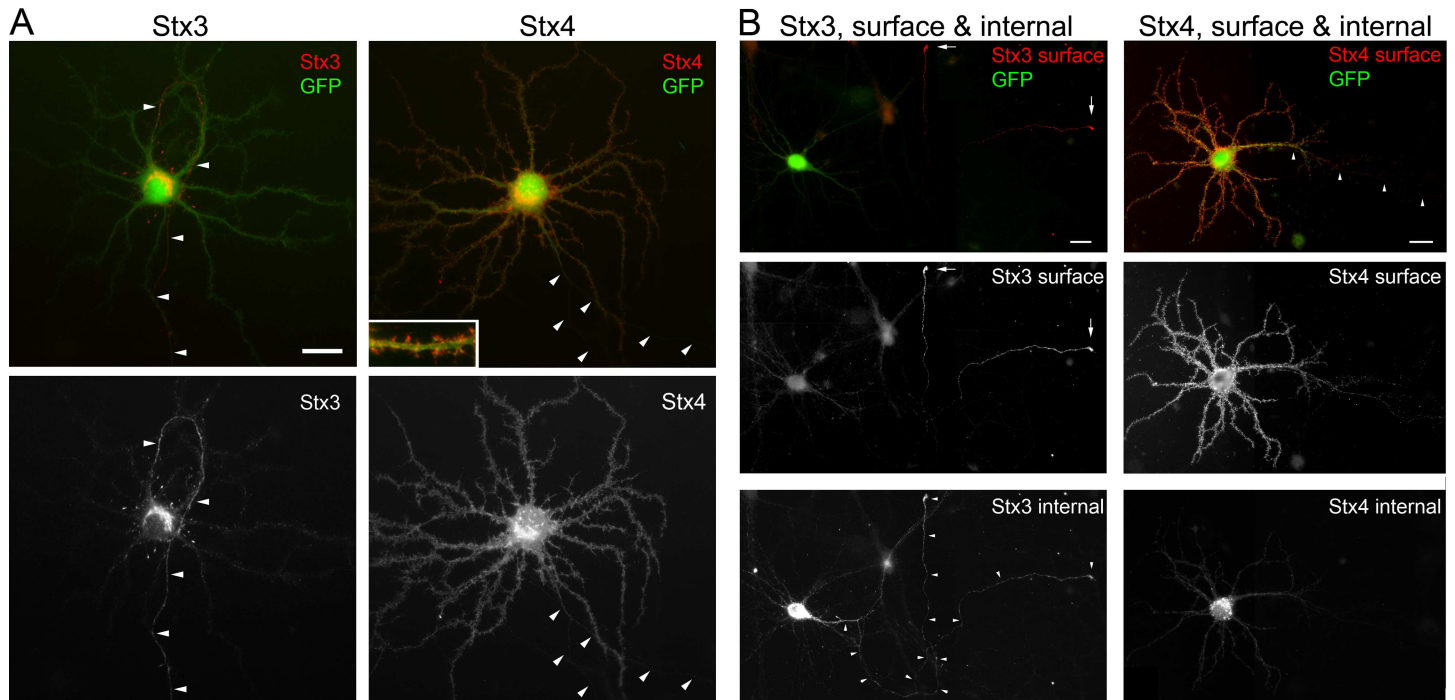 A
Stx3
Stx4
Stx3
GFP
Stx4
GFP
Stx3
Stx4
B
Stx3, surface & internal
Stx4, surface & internal
Stx3 surface
GFP
Stx4 surface
GFP
Stx3 surface
Stx4 surface
Stx3 internal
Stx4 internal